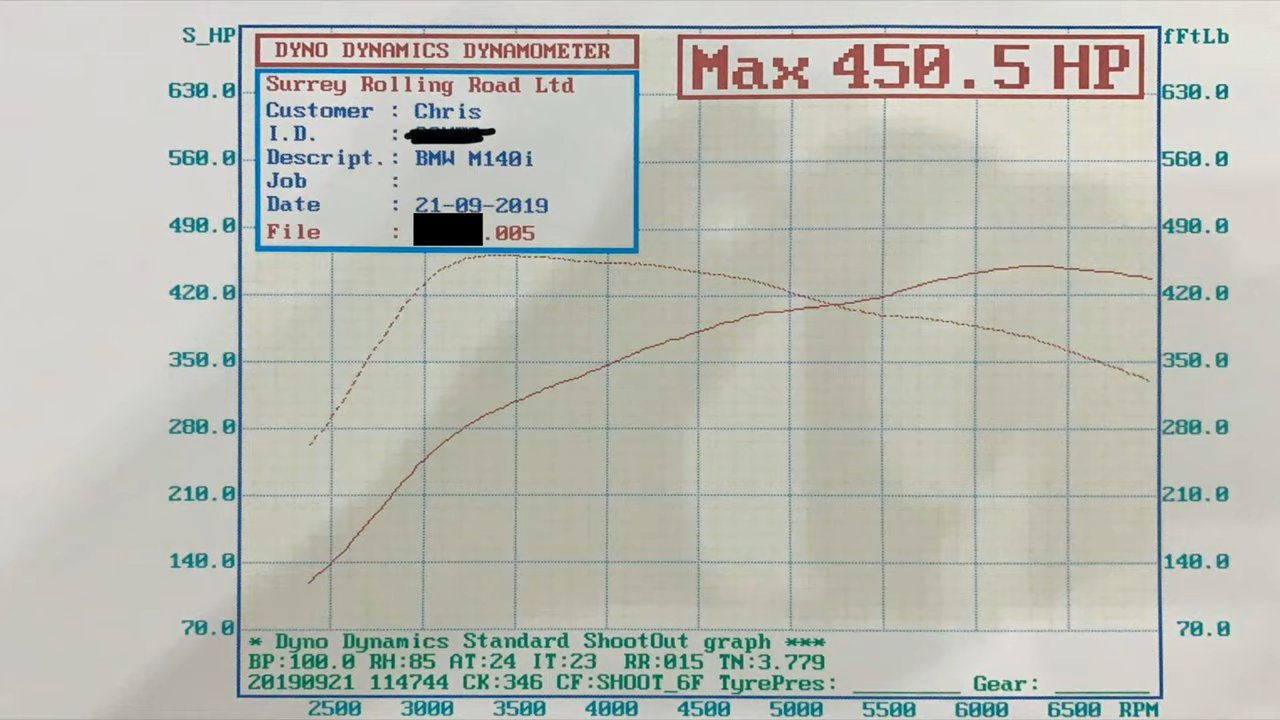 S_HP
DYNO DYNAMICS DYNAMOMETER
Max 450.5 HP
fFtLb
Surrey Rolling Road Ltd
Customer : Chris
I.D. :
Descript.: BMW M140i
Job :
Date : 21-09-2019
File : .005
630.0 630.0
560.0 560.0
490.0 490.0
420.0 420.0
350.0 350.0
280.0 280.0
210.0 210.0
140.0 140.0
70.0 70.0
* Dyno Dynamics Standard ShootOut graph ***
BP:100.0 RH:85 AT:24 IT:23 RR:015 TN:3.779
20190921 114744 CK:346 CF:SHOOT_6F TyrePres: __________ Gear: _________
2500 3000 3500 4000 4500 5000 5500 6000 6500 RPM